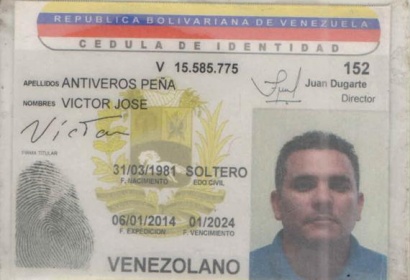 REPUBLICA BOLIVARIANA DE VENEZUELA
CEDULA DE IDENTIDAD
V 15.585.775 152
APELLIDOS ANTIVEROS PEÑA
Juan Dugarte
Director
NOMBRES VICTOR JOSE
Victor
FIRMA TITULAR
31/03/1981 SOLTERO
F. NACIMIENTO EDO CIVIL
06/01/2014 01/2024
F. EXPEDICION F. VENCIMIENTO
VENEZOLANO